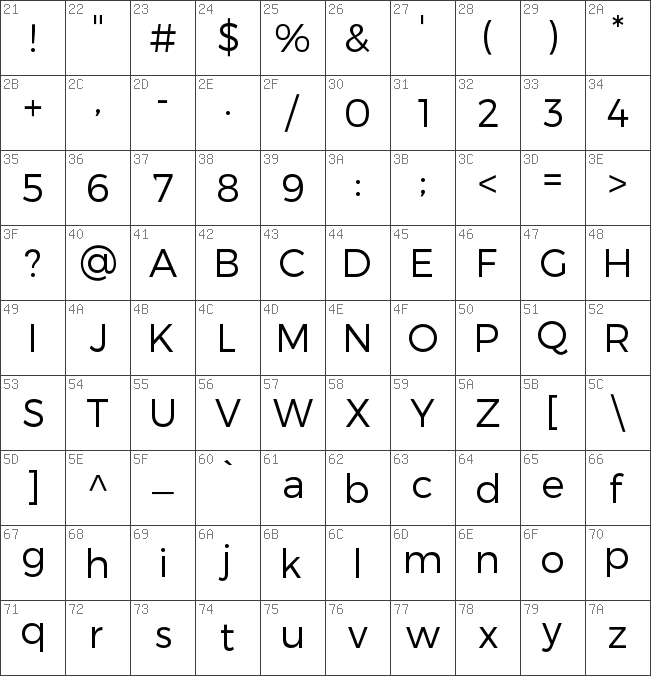 21 22 23 24 25 26 27 28 29 2A
! " # $ % & ' ( ) *
2B 2C 2D 2E 2F 30 31 32 33 34
+ , - . / 0 1 2 3 4
35 36 37 38 39 3A 3B 3C 3D 3E
5 6 7 8 9 : ; < = >
3F 40 41 42 43 44 45 46 47 48
? @ A B C D E F G H
49 4A 4B 4C 4D 4E 4F 50 51 52
I J K L M N O P Q R
53 54 55 56 57 58 59 5A 5B 5C
S T U V W X Y Z [ \
5D 5E 5F 60 61 62 63 64 65 66
] ^ _ ` a b c d e f
67 68 69 6A 6B 6C 6D 6E 6F 70
g h i j k l m n o p
71 72 73 74 75 76 77 78 79 7A
q r s t u v w x y z